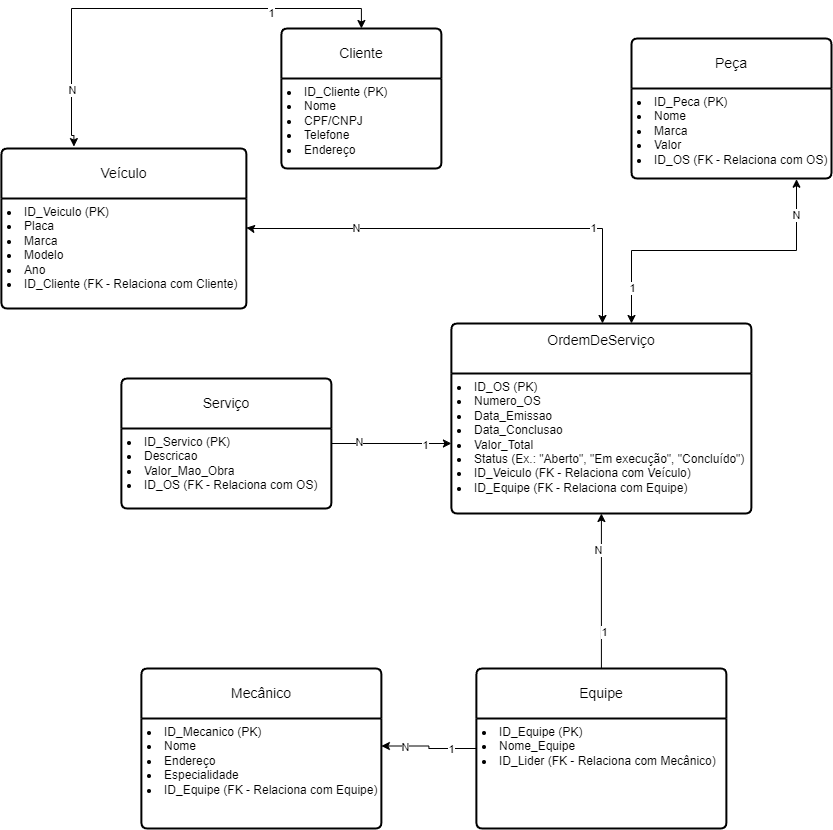 1
Cliente
ID_Cliente (PK)
Nome
CPF/CNPJ
Telefone
Endereço
Peça
ID_Peca (PK)
Nome
Marca
Valor
ID_OS (FK - Relaciona com OS)
N
1
Veículo
ID_Veiculo (PK)
Placa
Marca
Modelo
Ano
ID_Cliente (FK - Relaciona com Cliente)
N
1
N
1
OrdemDeServiço
ID_OS (PK)
Numero_OS
Data_Emissao
Data_Conclusao
Valor_Total
Status (Ex.: "Aberto", "Em execução", "Concluído")
ID_Veiculo (FK - Relaciona com Veículo)
ID_Equipe (FK - Relaciona com Equipe)
Serviço
ID_Servico (PK)
Descricao
Valor_Mao_Obra
ID_OS (FK - Relaciona com OS)
N
1
N
1
Mecânico
ID_Mecanico (PK)
Nome
Endereço
Especialidade
ID_Equipe (FK - Relaciona com Equipe)
N
1
Equipe
ID_Equipe (PK)
Nome_Equipe
ID_Lider (FK - Relaciona com Mecânico)